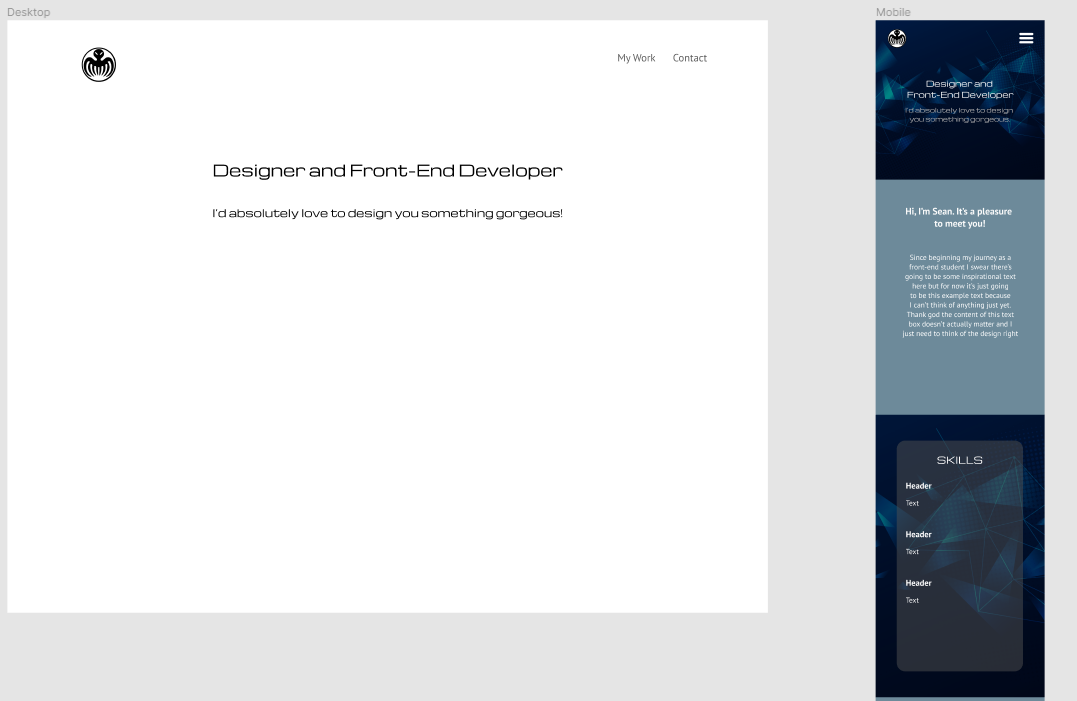 Desktop
My Work
Contact
Designer and Front-End Developer
I'd absolutely love to design you something gorgeous!
Mobile
Designer and
Front-End Developer
I'd absolutely love to design
you something gorgeous.
Hi, I'm Sean. It's a pleasure
to meet you!
Since beginning my journey as a
front-end student I swear there's
going to be some inspirational text
here but for now it's just going
to be this example text because
I can't think of anything just yet.
Thank god the content of this text
box doesn't actually matter and I
just need to think of the design right
SKILLS
Header
Text
Header
Text
Header
Text